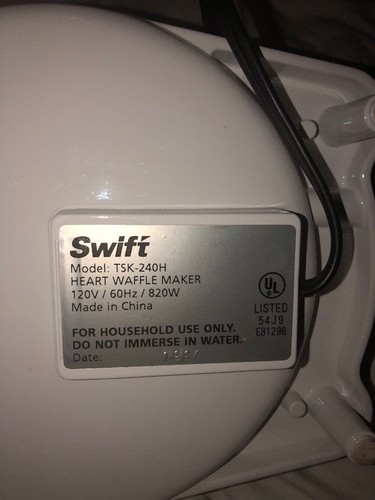 Swift
Model: TSK-240H
HEART WAFFLE MAKER
120V / 60Hz / 820W
Made in China
UL
LISTED
54J9
E81286
FOR HOUSEHOLD USE ONLY.
DO NOT IMMERSE IN WATER.
Date: